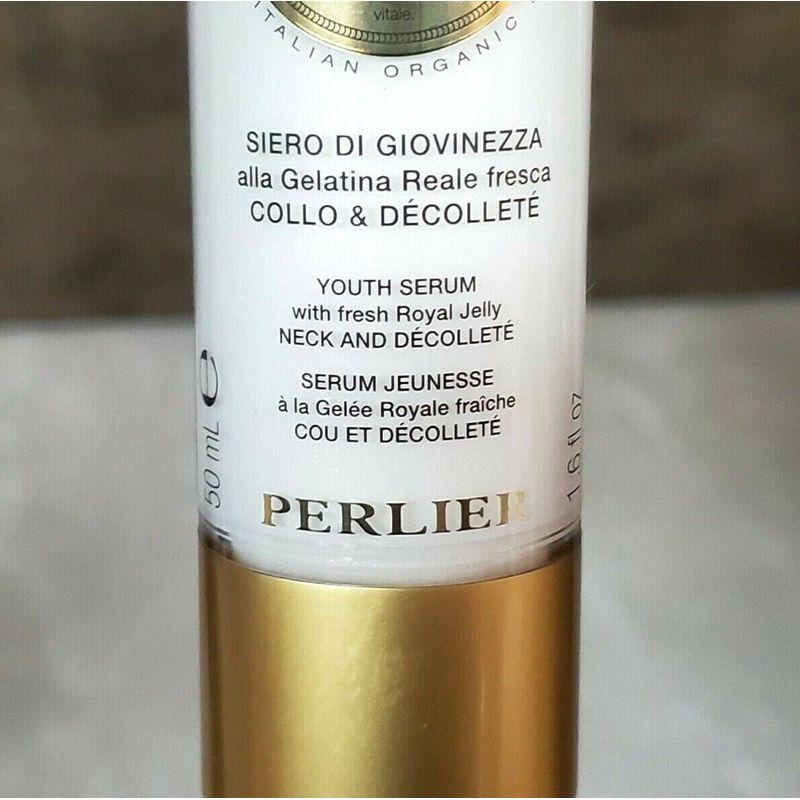 vitale.
ITALIAN ORGANIC
SIERO DI GIOVINEZZA
alla Gelatina Reale fresca
COLLO & DÉCOLLETÉ
YOUTH SERUM
with fresh Royal Jelly
NECK AND DÉCOLLETÉ
SERUM JEUNESSE
à la Gelée Royale fraîche
COU ET DÉCOLLETÉ
50 mL e
1.6 fl oz
PERLIER